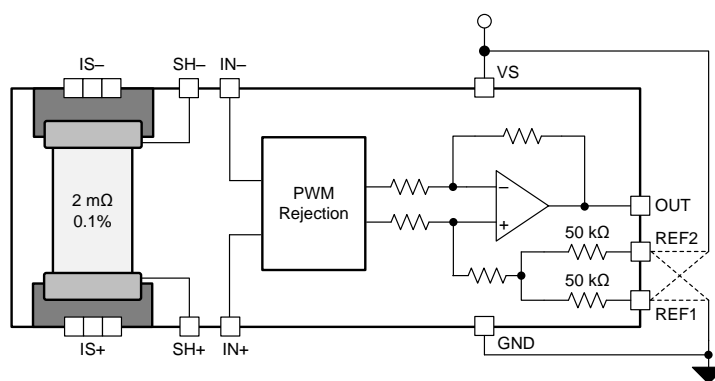 IS–
SH–
IN–
VS
2 mΩ
0.1%
PWM
Rejection
–
+
OUT
50 kΩ
REF2
50 kΩ
REF1
IS+
SH+
IN+
GND